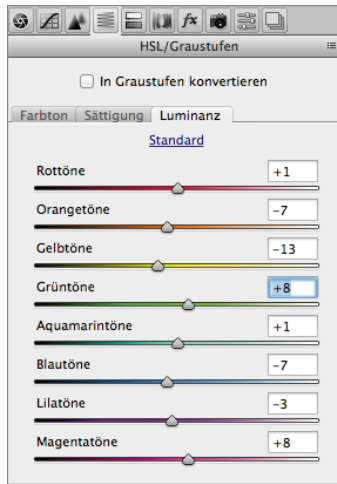 fx
HSL/Graustufen
In Graustufen konvertieren
Farbton Sättigung Luminanz
Standard
Rottöne +1
Orangetöne -7
Gelbtöne -13
Grüntöne +8
Aquamarintöne +1
Blautöne -7
Lilatöne -3
Magentatöne +8